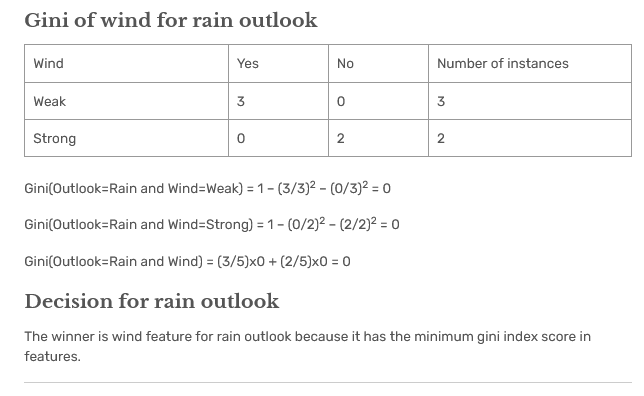 Gini of wind for rain outlook
Wind Yes No Number of instances
Weak 3 0 3
Strong 0 2 2
Gini(Outlook=Rain and Wind=Weak) = 1 – (3/3)² – (0/3)² = 0
Gini(Outlook=Rain and Wind=Strong) = 1 – (0/2)² – (2/2)² = 0
Gini(Outlook=Rain and Wind) = (3/5)x0 + (2/5)x0 = 0
Decision for rain outlook
The winner is wind feature for rain outlook because it has the minimum gini index score in
features.